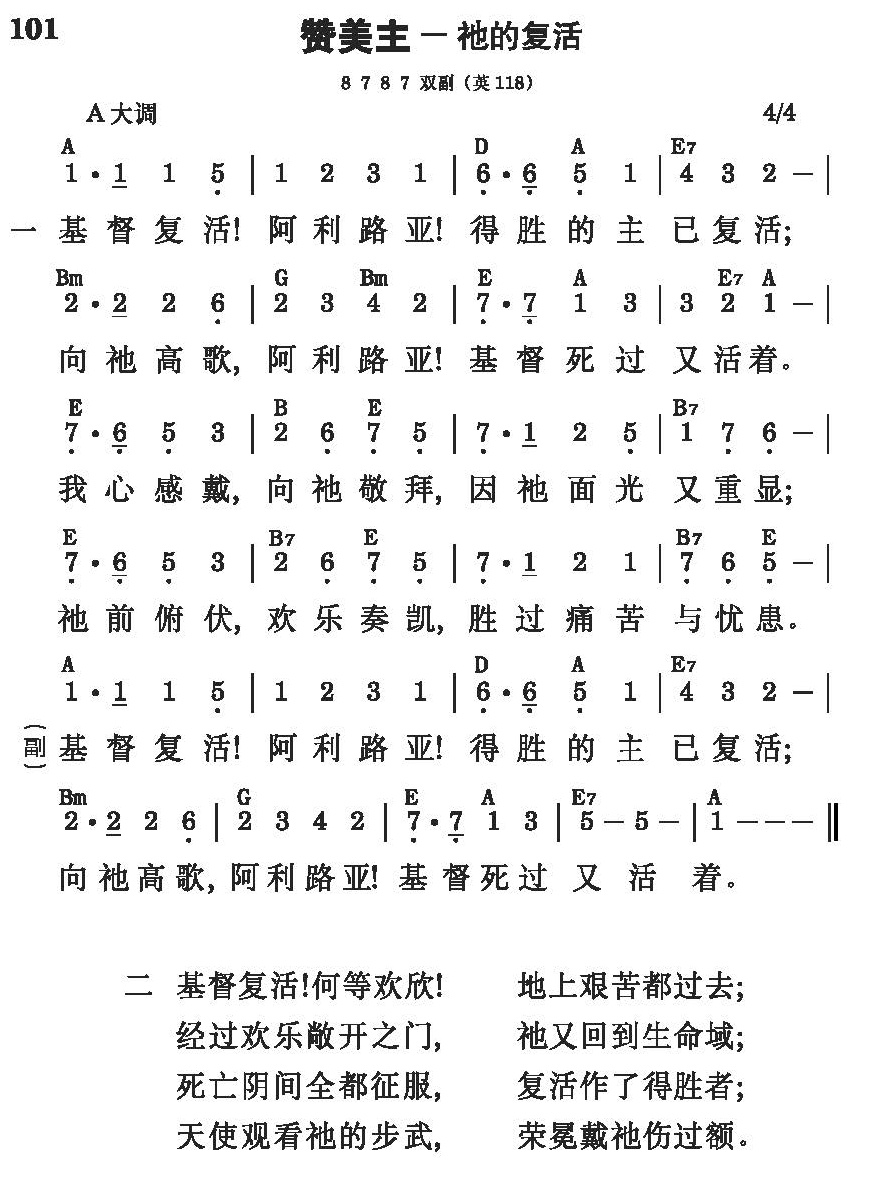 101
赞美主－祂的复活
8 7 8 7 双副（英118）
A大调 4/4
A D A E7
1·1 1 5 | 1 2 3 1 | 6·6 5 1 | 4 3 2 － |
一 基督复活! 阿利路亚! 得胜的主已复活;
Bm G Bm E A E7 A
2·2 2 6 | 2 3 4 2 | 7·7 1 3 | 3 2 1 － |
向祂高歌, 阿利路亚! 基督死过又活着。
E B E B7
7·6 5 3 | 2 6 7 5 | 7·1 2 5 | 1 7 6 － |
我心感戴, 向祂敬拜, 因祂面光又重显;
E B7 E B7 E
7·6 5 3 | 2 6 7 5 | 7·1 2 1 | 7 6 5 － |
祂前俯伏, 欢乐奏凯, 胜过痛苦与忧患。
A D A E7
1·1 1 5 | 1 2 3 1 | 6·6 5 1 | 4 3 2 － |
(副) 基督复活! 阿利路亚! 得胜的主已复活;
Bm G E A E7 A
2·2 2 6 | 2 3 4 2 | 7·7 1 3 | 5 － 5 － | 1 － － － ‖
向祂高歌, 阿利路亚! 基督死过又活着。
二 基督复活!何等欢欣! 地上艰苦都过去;
经过欢乐敞开之门, 祂又回到生命域;
死亡阴间全都征服, 复活作了得胜者;
天使观看祂的步武, 荣冕戴祂伤过额。